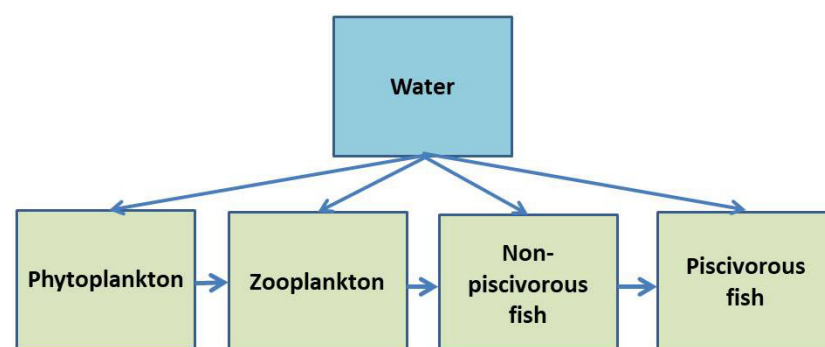 Water
Phytoplankton
Zooplankton
Non-
piscivorous
fish
Piscivorous
fish